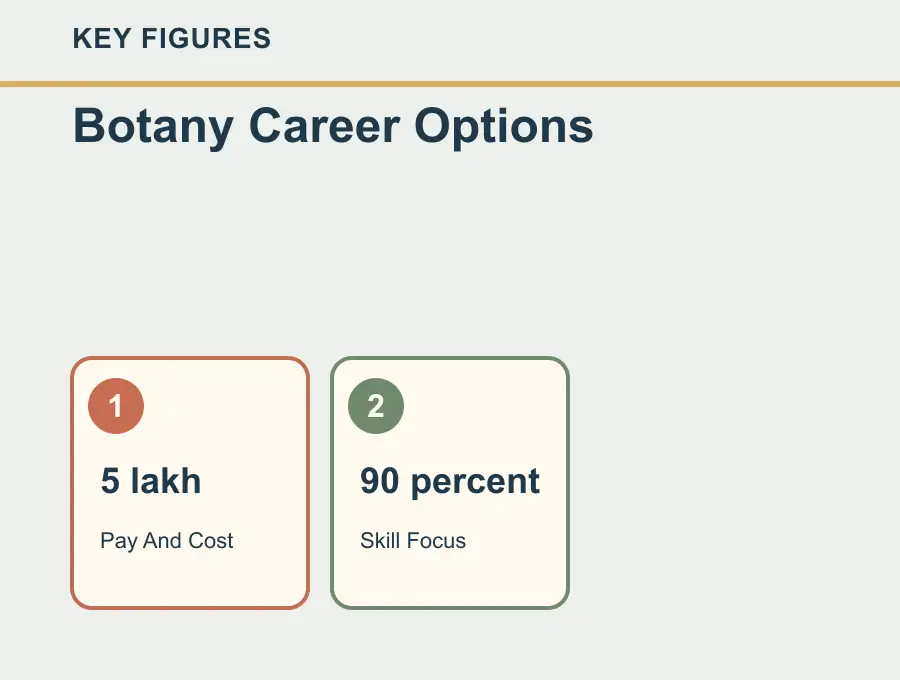 KEY FIGURES
Botany Career Options
1
2
5 lakh
90 percent
Pay And Cost
Skill Focus